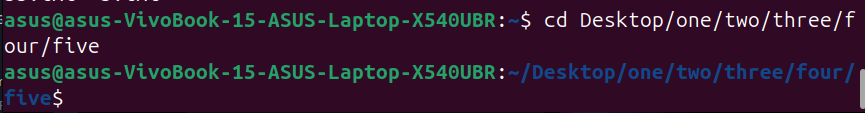 asus@asus-VivoBook-15-ASUS-Laptop-X540UBR:~$ cd Desktop/one/two/three/f
our/five
asus@asus-VivoBook-15-ASUS-Laptop-X540UBR:~/Desktop/one/two/three/four/
five$